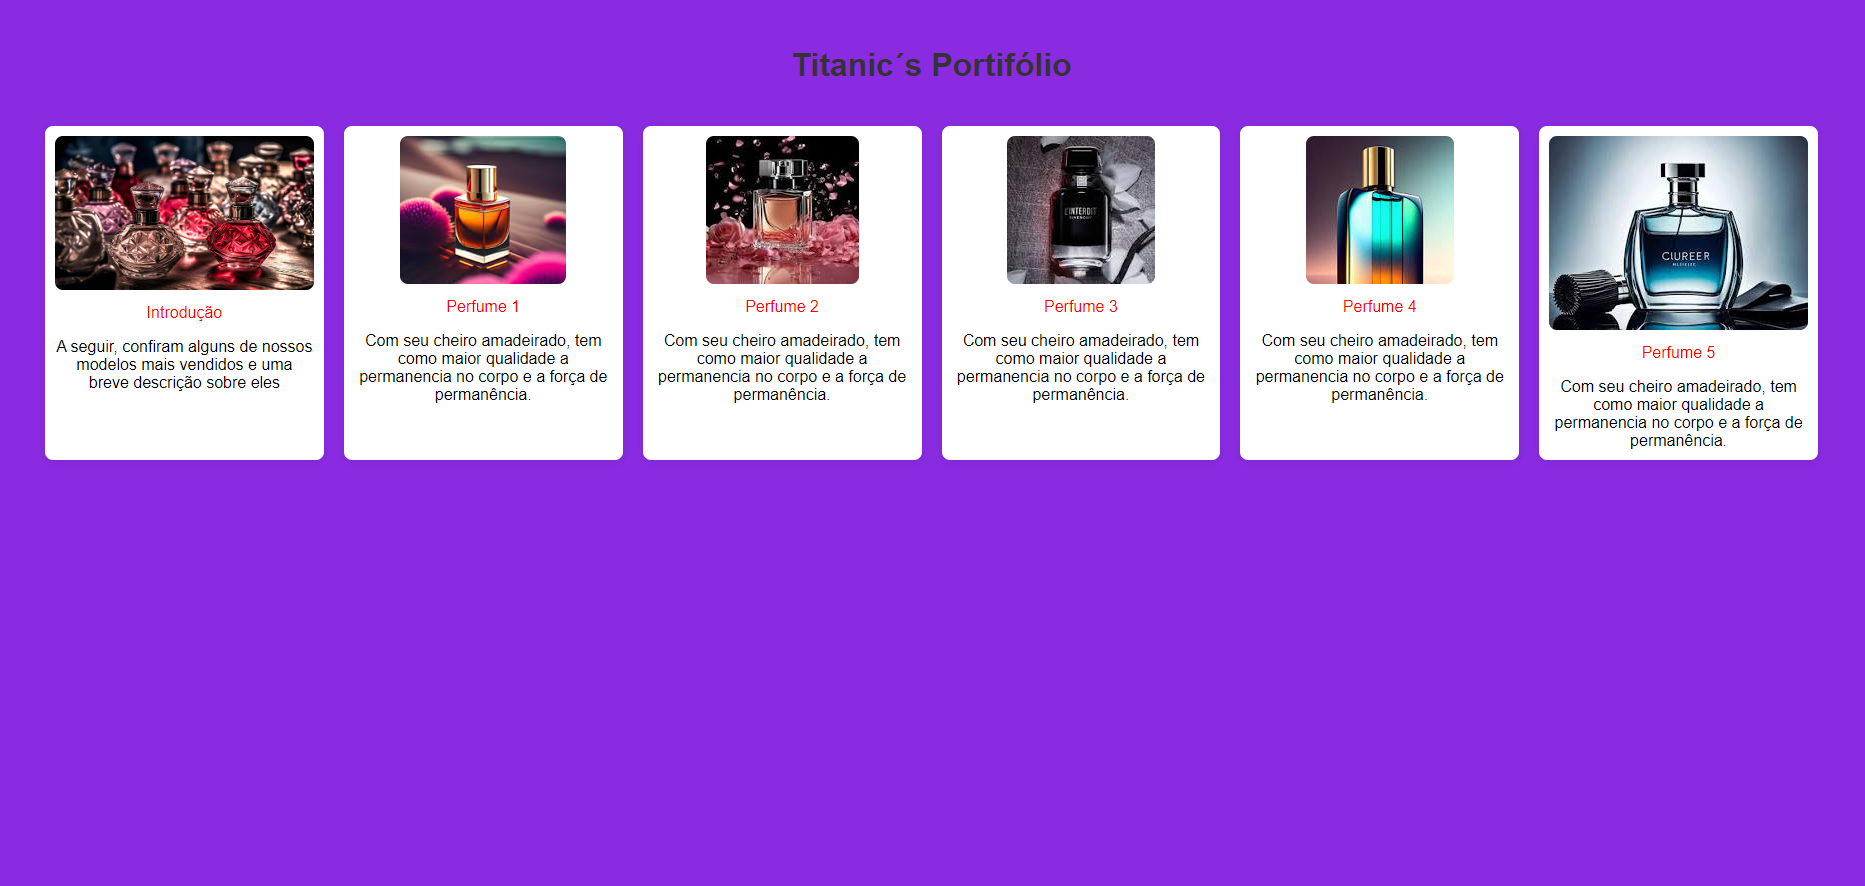 Titanic´s Portifólio
Introdução
A seguir, confiram alguns de nossos
modelos mais vendidos e uma
breve descrição sobre eles
Perfume 1
Com seu cheiro amadeirado, tem
como maior qualidade a
permanencia no corpo e a força de
permanência.
Perfume 2
Com seu cheiro amadeirado, tem
como maior qualidade a
permanencia no corpo e a força de
permanência.
L'INTERDIT
GIVENCHY
Perfume 3
Com seu cheiro amadeirado, tem
como maior qualidade a
permanencia no corpo e a força de
permanência.
Perfume 4
Com seu cheiro amadeirado, tem
como maior qualidade a
permanencia no corpo e a força de
permanência.
CIUREER
Perfume 5
Com seu cheiro amadeirado, tem
como maior qualidade a
permanencia no corpo e a força de
permanência.